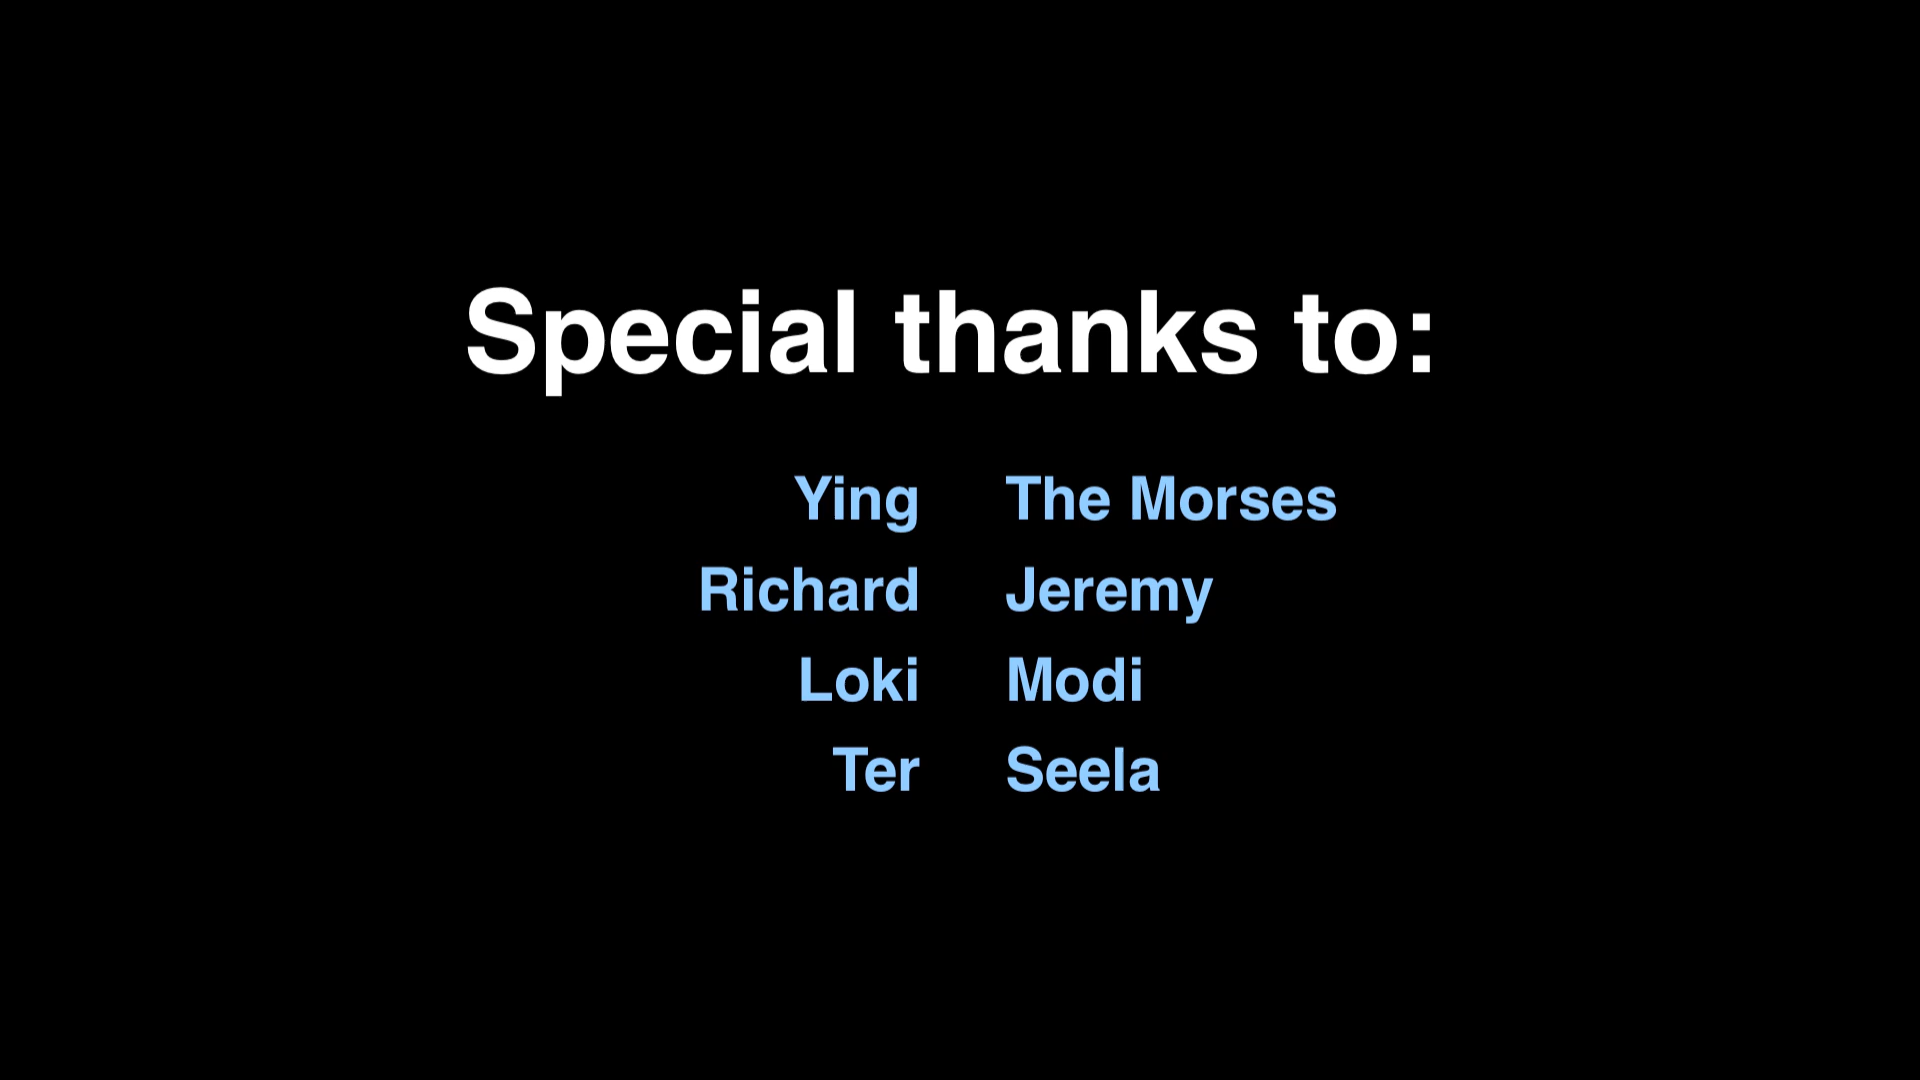 Special thanks to:
Ying The Morses
Richard Jeremy
Loki Modi
Ter Seela